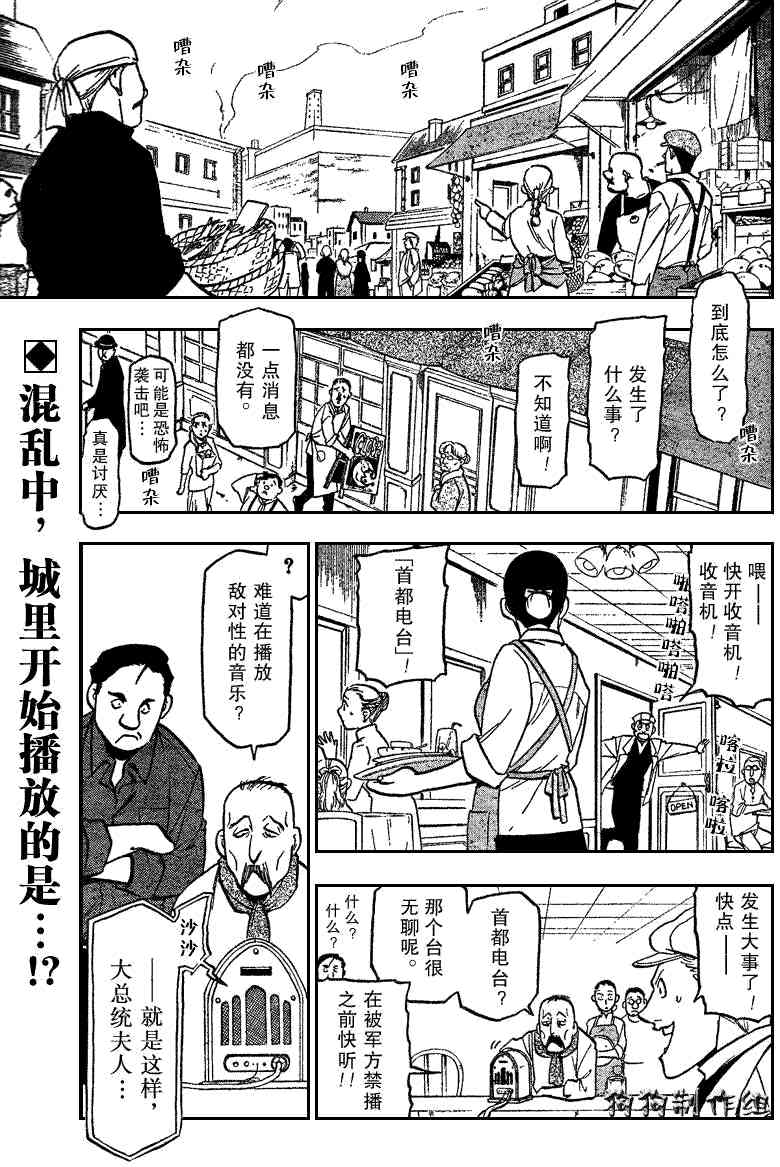 嘈杂
嘈杂
嘈杂
到底怎么了？
发生了
什么事？
不知道啊！
嘈杂
嘈杂
一点消息
都没有。
可能是恐怖
袭击吧…
真是讨厌…
嘈杂
◆混乱中，城里开始播放的是…!?
喂——
快开收音机！
收音机！
啪嗒啪嗒啪嗒
「首都电台」！
喀啦
喀啦
OPEN
？
难道在播放
敌对性的音乐？
沙沙
——就是这样，
大总统夫人…
发生大事了！
快点——
首都电台？
那个台很
无聊呢。
什么？
什么？
在被军方禁播
之前快听!!
狗狗制作组